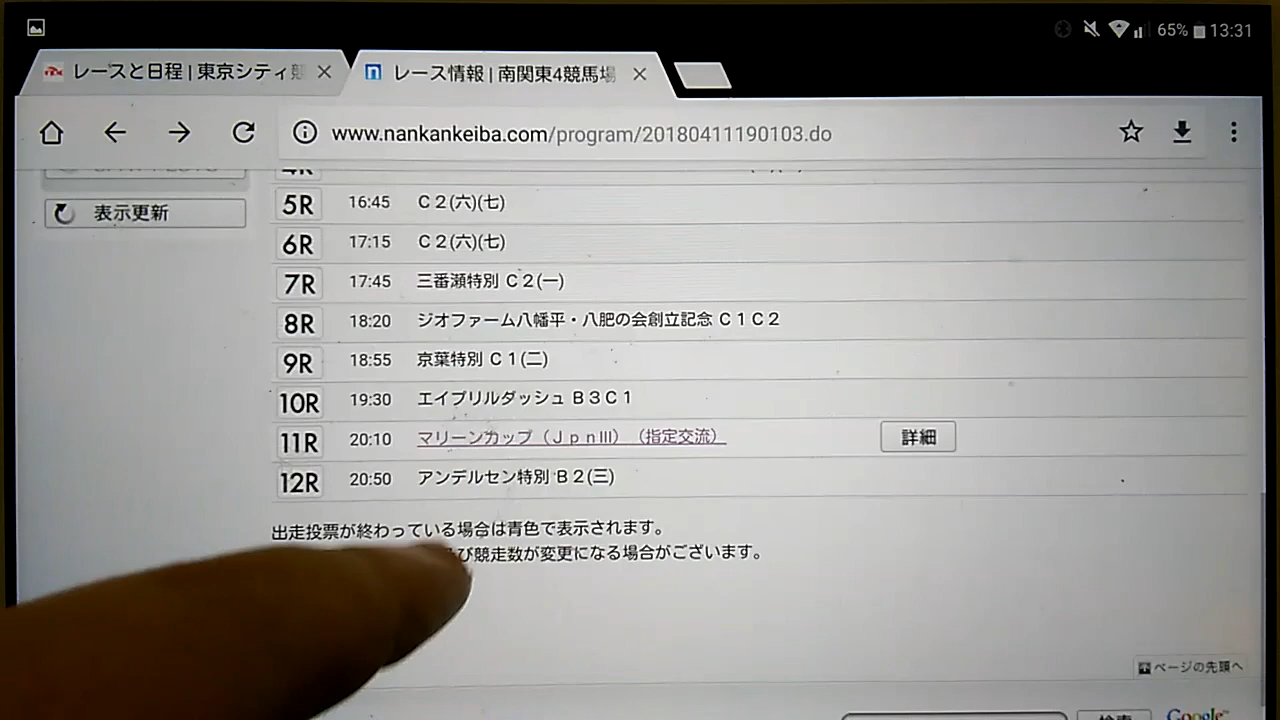 65% 13:31
レースと日程 | 東京シティ競
レース情報 | 南関東4競馬場
www.nankankeiba.com/program/20180411190103.do
4R
表示更新
5R 16:45 C2(六)(七)
6R 17:15 C2(六)(七)
7R 17:45 三番瀬特別 C2(一)
8R 18:20 ジオファーム八幡平・八肥の会創立記念 C1C2
9R 18:55 京葉特別 C1(二)
10R 19:30 エイプリルダッシュ B3C1
11R 20:10 マリーンカップ(JpnIII)(指定交流) 詳細
12R 20:50 アンデルセン特別 B2(三)
出走投票が終わっている場合は青色で表示されます。
び競走数が変更になる場合がございます。
ページの先頭へ
検索 Google